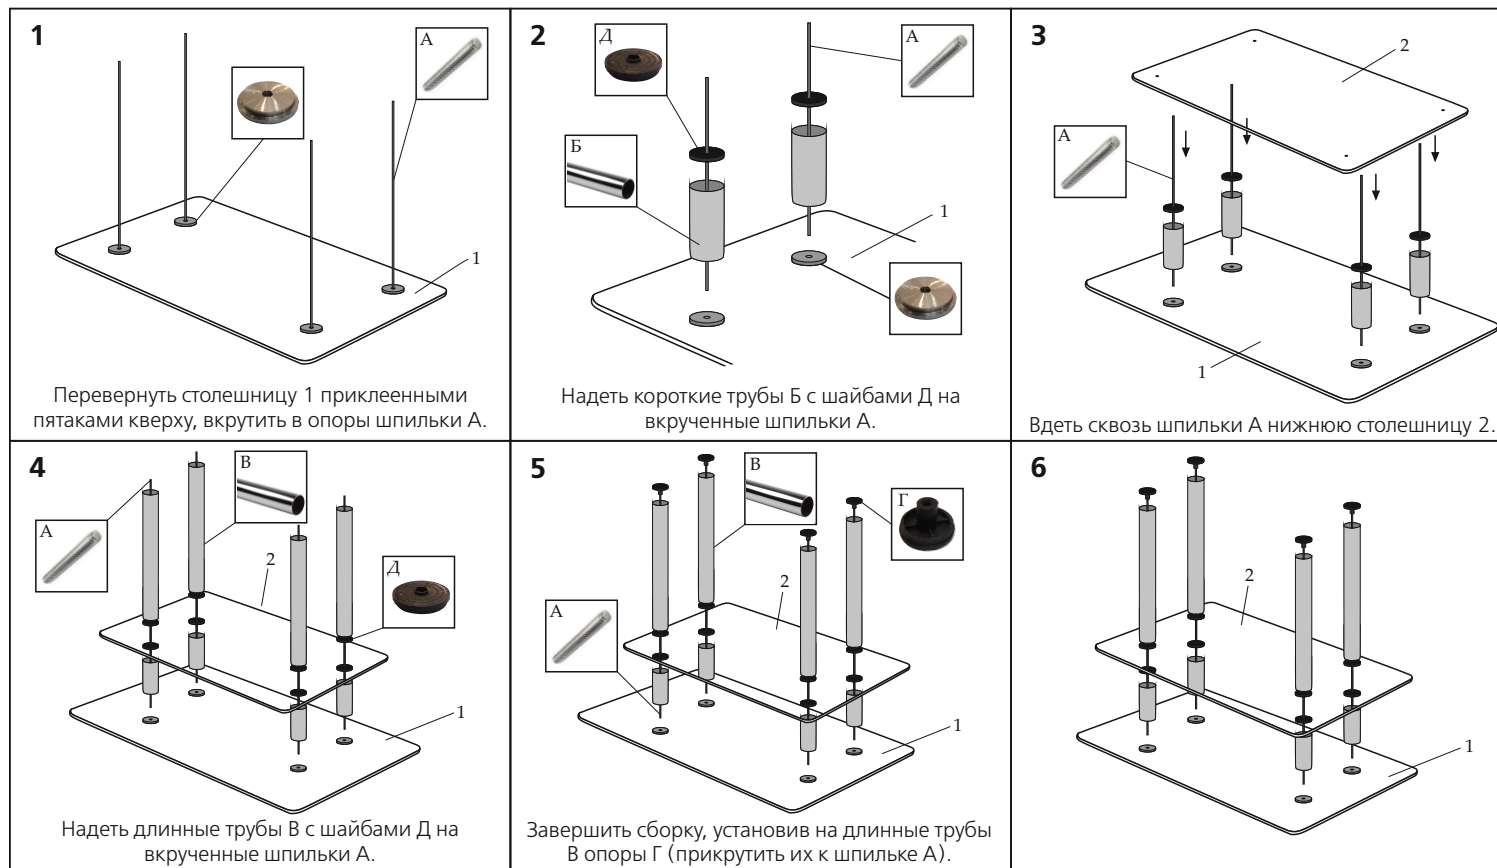 1
А
1
Перевернуть столешницу 1 приклеенными
пятаками кверху, вкрутить в опоры шпильки А.
2
Д
А
Б
1
Надеть короткие трубы Б с шайбами Д на
вкрученные шпильки А.
3
2
А
1
Вдеть сквозь шпильки А нижнюю столешницу 2.
4
В
А
2
Д
1
Надеть длинные трубы В с шайбами Д на
вкрученные шпильки А.
5
В
Г
2
А
1
Завершить сборку, установив на длинные трубы
В опоры Г (прикрутить их к шпильке А).
6
2
1